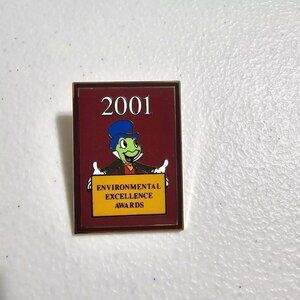 2001
ENVIRONMENTAL
EXCELLENCE
AWARDS